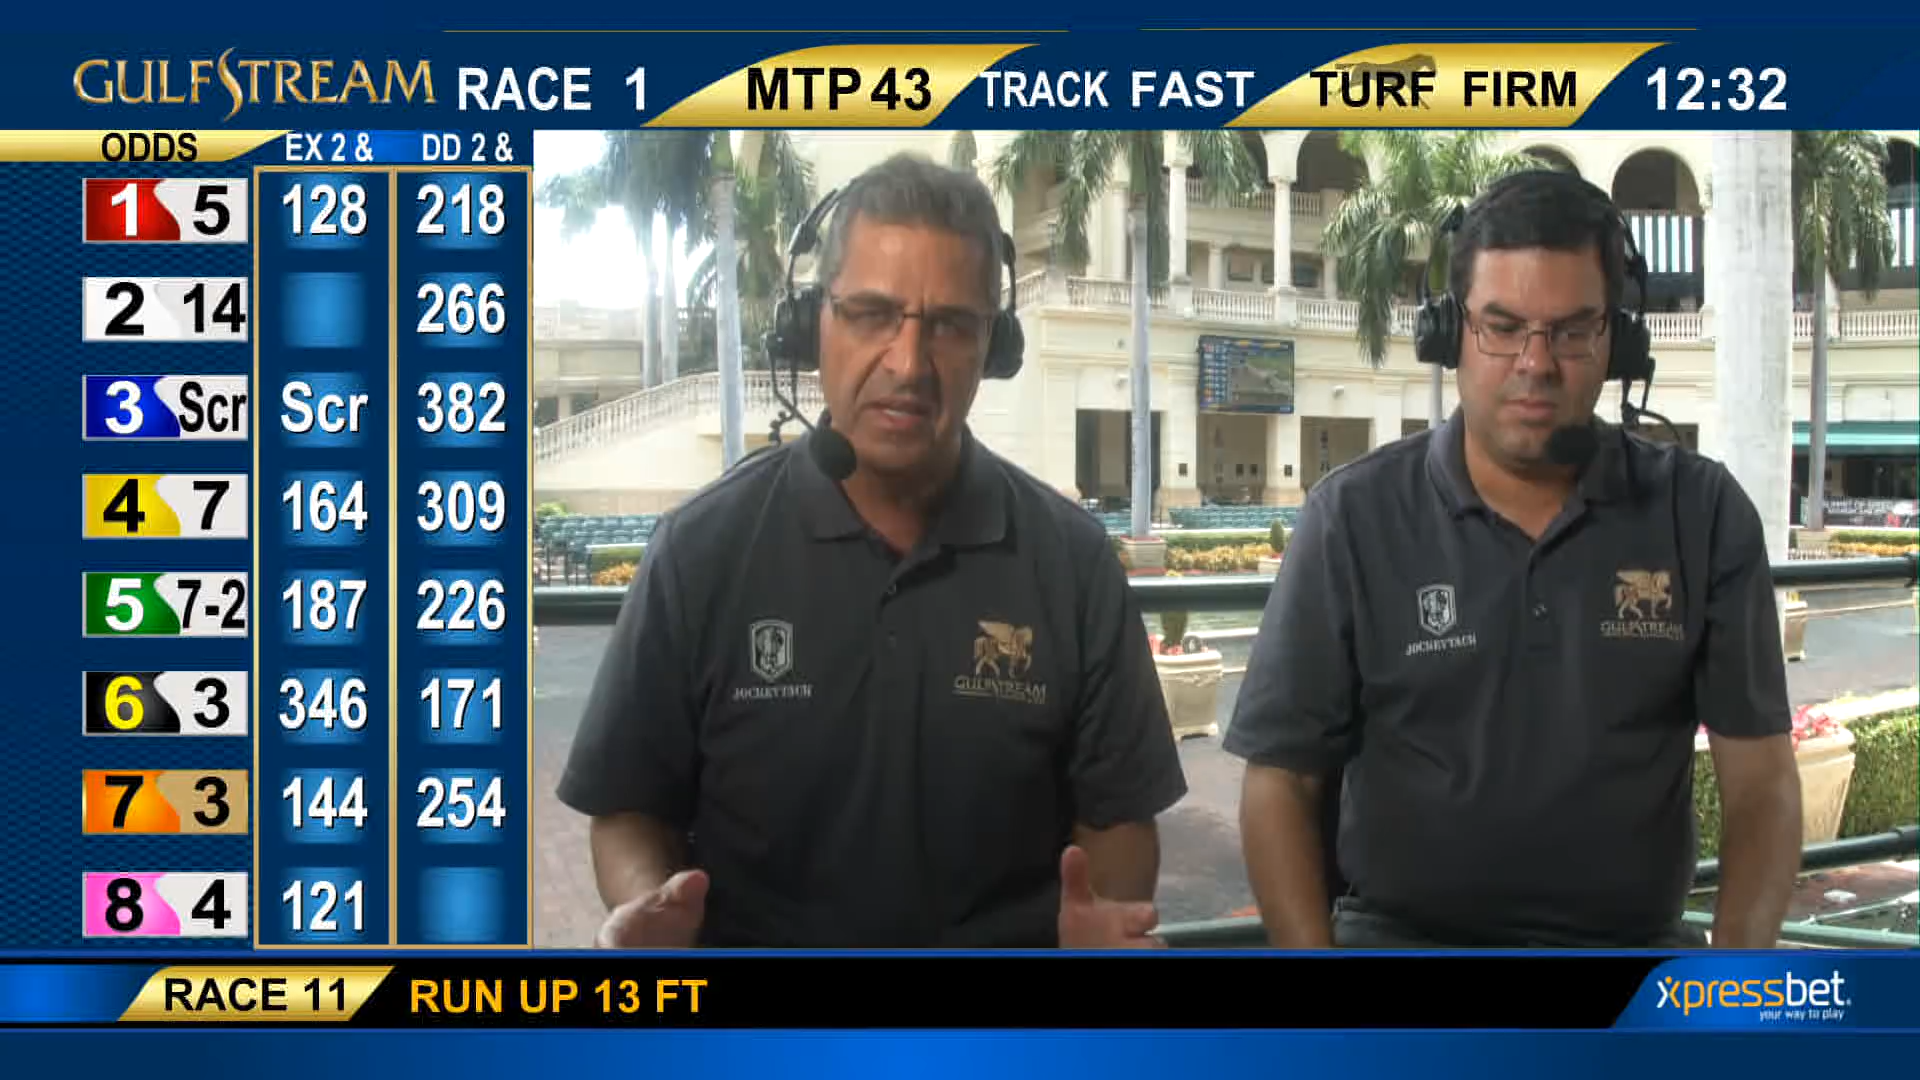 GULFSTREAM RACE 1 MTP 43 TRACK FAST TURF FIRM 12:32
ODDS EX 2 & DD 2 &
1 5 128 218
2 14 266
3 Scr Scr 382
4 7 164 309
5 7-2 187 226
6 3 346 171
7 3 144 254
8 4 121
JOCKEYTECH
GULFSTREAM
JOCKEYTECH
GULFSTREAM
RACE 11 RUN UP 13 FT
xpressbet.
your way to play